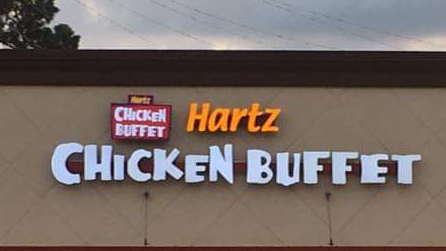 Hartz
CHICKEN
BUFFET
Hartz
CHICKEN BUFFET